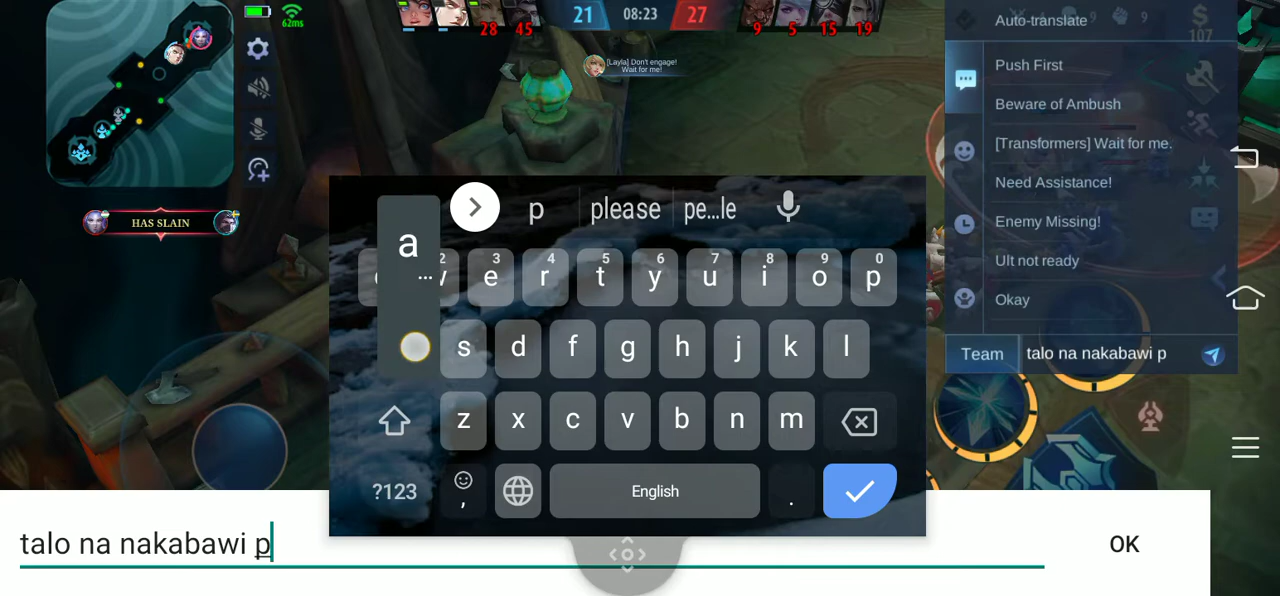 62ms
28
45
21
08:23
27
9
5
15
19
[Layla] Don't engage!
Wait for me!
HAS SLAIN
Auto-translate
9
9
$
107
Push First
Beware of Ambush
[Transformers] Wait for me.
Need Assistance!
Enemy Missing!
Ult not ready
Okay
Team
talo na nakabawi p
p
please
pe...le
a
...
2
3
4
5
6
7
8
9
0
e r t y u i o p
s d f g h j k l
z x c v b n m
?123
,
English
.
talo na nakabawi p
OK